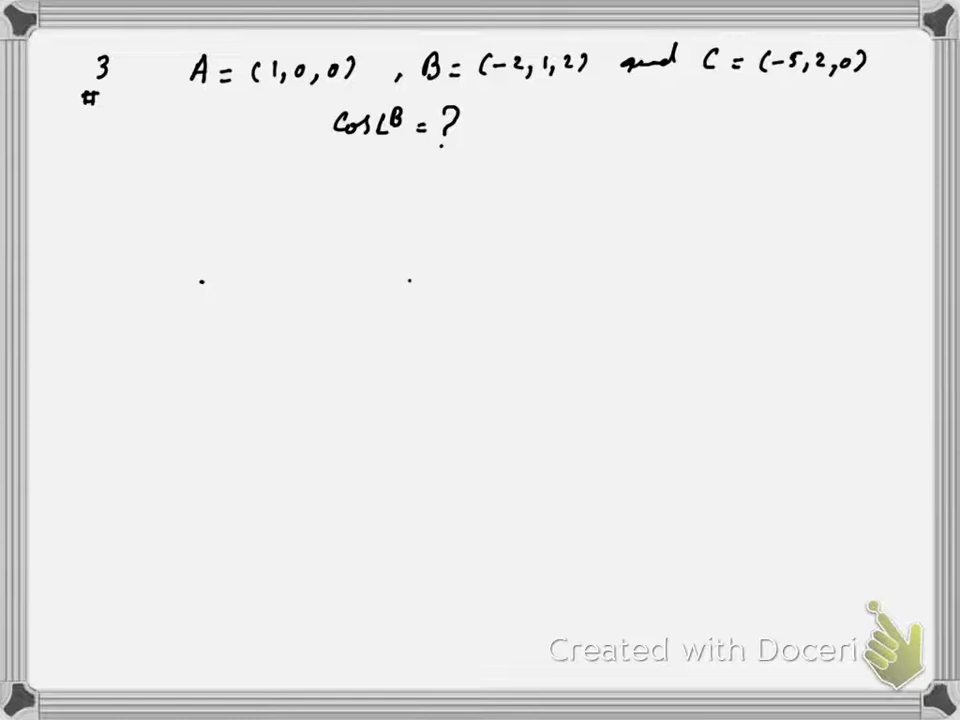 3 A = (1, 0, 0) , B = (-2, 1, 2) and C = (-5, 2, 0)
#
Cos∠B = ?
Created with Doceri